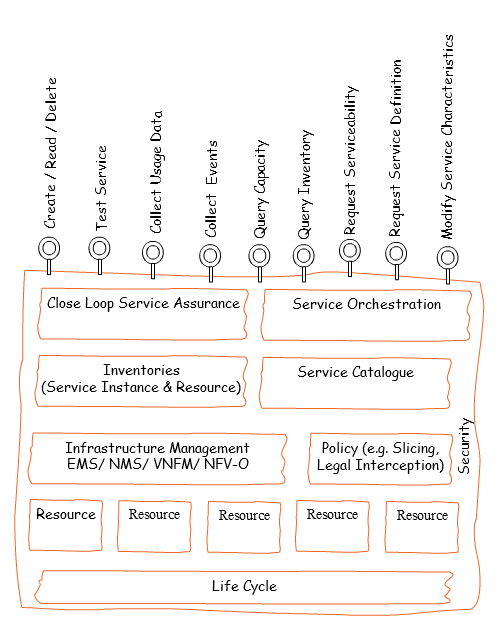 Create / Read / Delete
Test Service
Collect Usage Data
Collect Events
Query Capacity
Query Inventory
Request Serviceability
Request Service Definition
Modify Service Characteristics
Close Loop Service Assurance
Service Orchestration
Inventories
(Service Instance & Resource)
Service Catalogue
Security
Infrastructure Management
EMS/ NMS/ VNFM/ NFV-O
Policy (e.g. Slicing,
Legal Interception)
Resource
Resource
Resource
Resource
Resource
Life Cycle